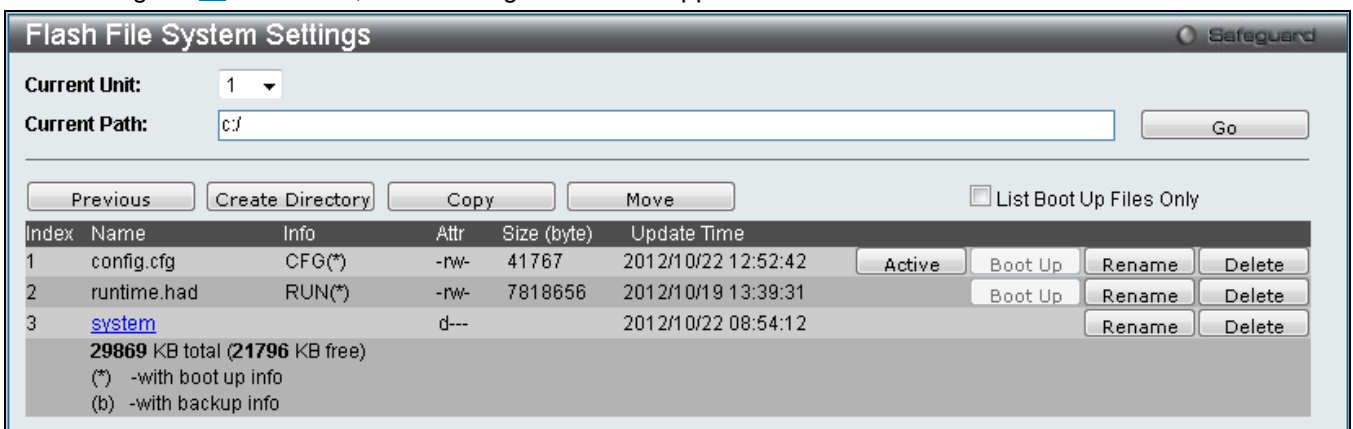 Flash File System Settings Safeguard
Current Unit: 1
Current Path: c:/ Go
Previous Create Directory Copy Move List Boot Up Files Only
Index Name Info Attr Size (byte) Update Time
1 config.cfg CFG(*) -rw- 41767 2012/10/22 12:52:42 Active Boot Up Rename Delete
2 runtime.had RUN(*) -rw- 7818656 2012/10/19 13:39:31 Boot Up Rename Delete
3 system d--- 2012/10/22 08:54:12 Rename Delete
29869 KB total (21796 KB free)
(*) -with boot up info
(b) -with backup info